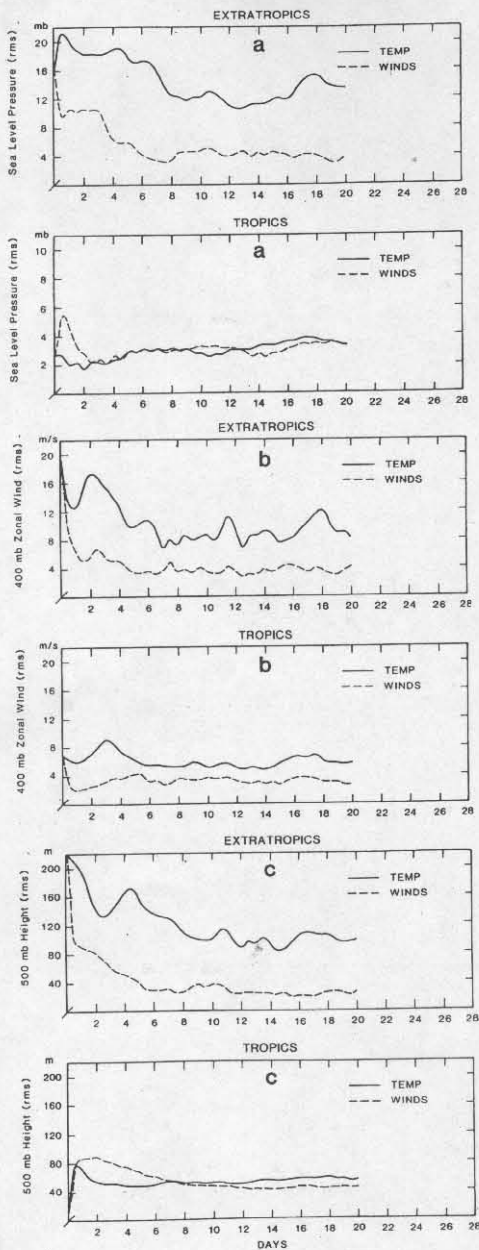 EXTRATROPICS
mb
a
TEMP
WINDS
20
16
12
8
4
Sea Level Pressure (rms)
2 4 6 8 10 12 14 16 18 20 22 24 26 28
TROPICS
mb
a
TEMP
WINDS
10
8
6
4
2
Sea Level Pressure (rms)
2 4 6 8 10 12 14 16 18 20 22 24 26 28
EXTRATROPICS
m/s
b
TEMP
WINDS
20
16
12
8
4
400 mb Zonal Wind (rms)
2 4 6 8 10 12 14 16 18 20 22 24 26 28
TROPICS
m/s
b
TEMP
WINDS
20
16
12
8
4
400 mb Zonal Wind (rms)
2 4 6 8 10 12 14 16 18 20 22 24 26 28
EXTRATROPICS
m
c
TEMP
WINDS
200
160
120
80
40
500 mb Height (rms)
2 4 6 8 10 12 14 16 18 20 22 24 26 28
TROPICS
m
c
TEMP
WINDS
200
160
120
80
40
500 mb Height (rms)
2 4 6 8 10 12 14 16 18 20 22 24 26 28
DAYS